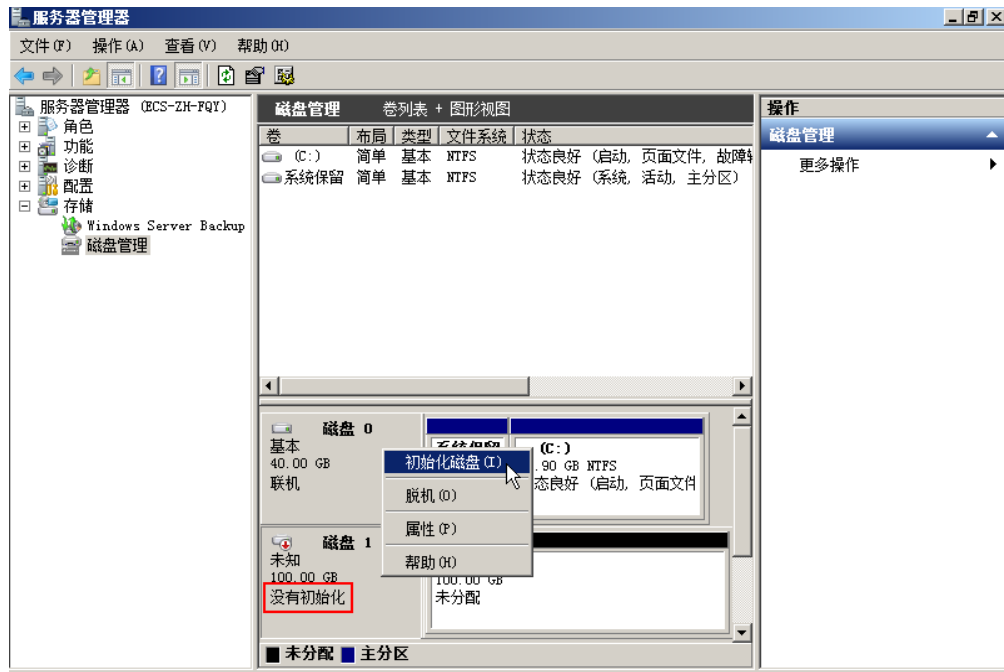 服务器管理器
文件(F) 操作(A) 查看(V) 帮助(H)
服务器管理器 (ECS-ZH-FQY)
角色
功能
诊断
配置
存储
Windows Server Backup
磁盘管理
磁盘管理 卷列表 + 图形视图
卷 布局 类型 文件系统 状态
(C:) 简单 基本 NTFS 状态良好 (启动, 页面文件, 故障转
系统保留 简单 基本 NTFS 状态良好 (系统, 活动, 主分区)
操作
磁盘管理
更多操作
磁盘 0
基本
40.00 GB
联机
系统保留
(C:)
.90 GB NTFS
态良好 (启动, 页面文件
初始化磁盘(I)
脱机(O)
属性(P)
帮助(H)
磁盘 1
未知
100.00 GB
没有初始化
100.00 GB
未分配
未分配 主分区